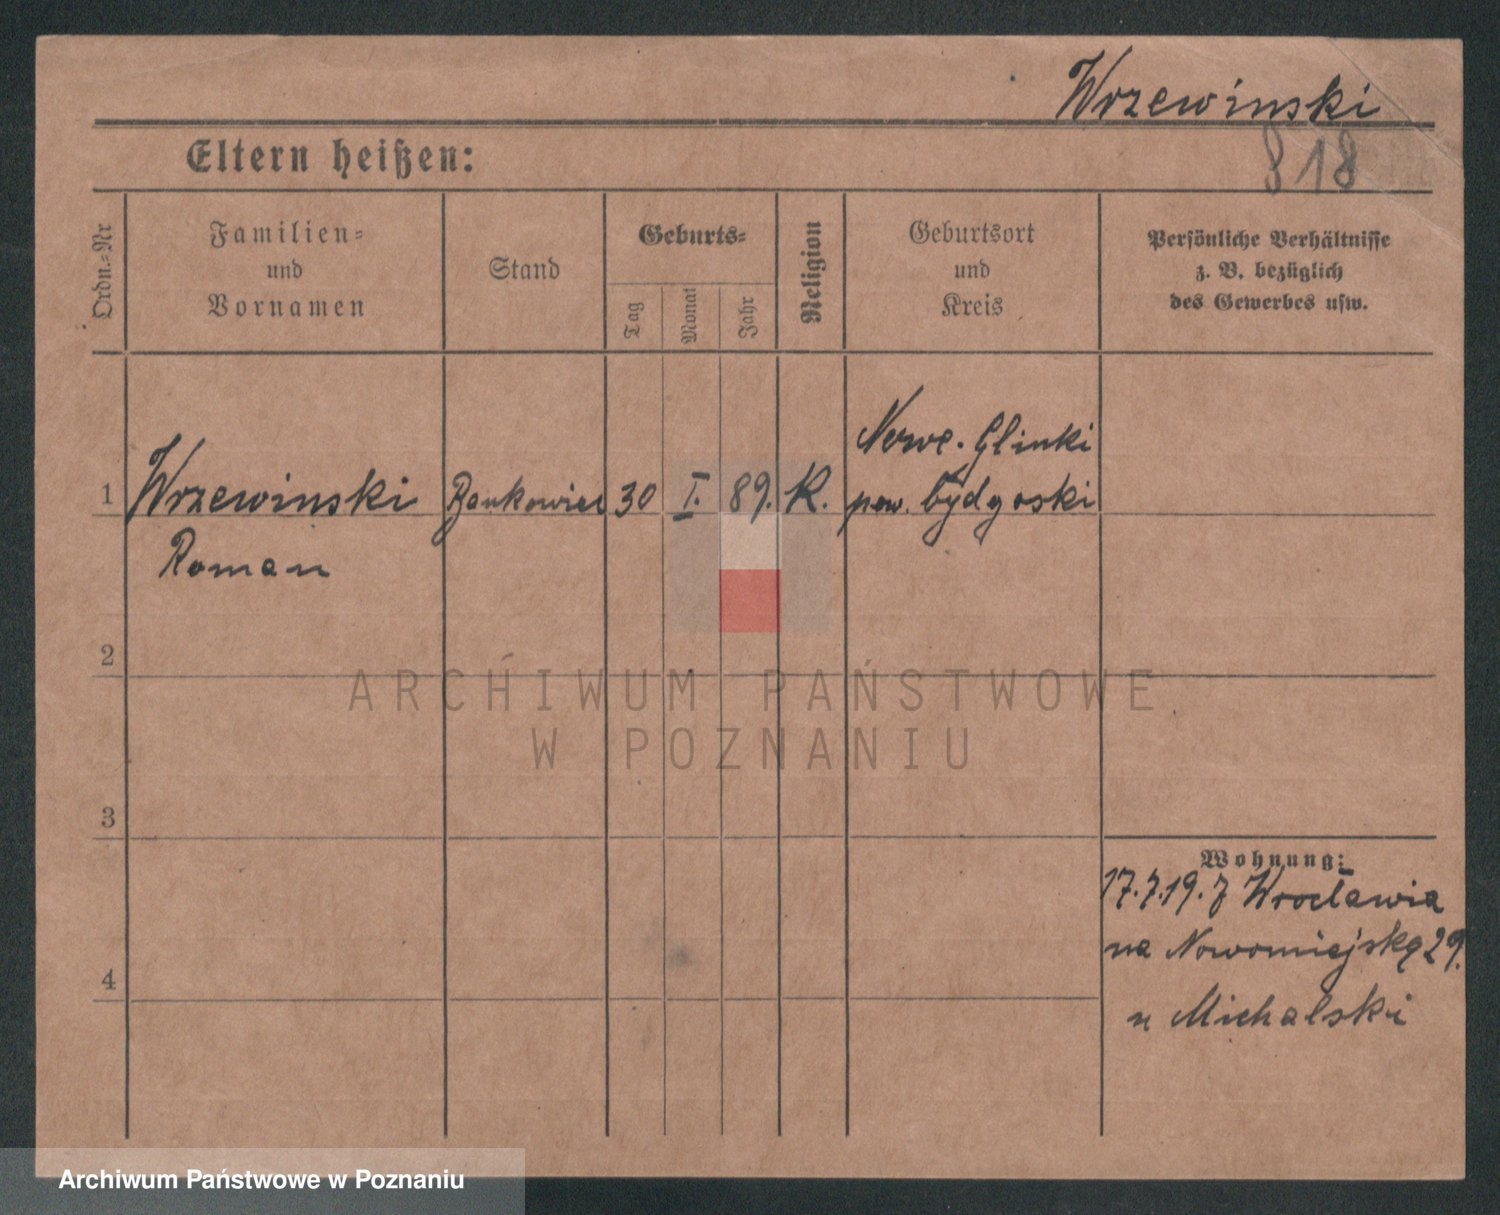 Wrzewinski
818
Eltern heißen:
Ordn.-Nr
Familien-
und
Vornamen
Stand
Geburts-
Tag
Monat
Jahr
Religion
Geburtsort
und
Kreis
Persönliche Verhältnisse
z. B. bezüglich
des Gewerbes usw.
Glinki
1 Wrzewinski Bankowiec 30 I. 89. K. pow. bydgoski
Roman
2
3
4
Wohnung:
17.7.19. z Wrocławia
na Nowomiejską 29.
u Michalski
ARCHIWUM PAŃSTWOWE
W POZNANIU
Archiwum Państwowe w Poznaniu